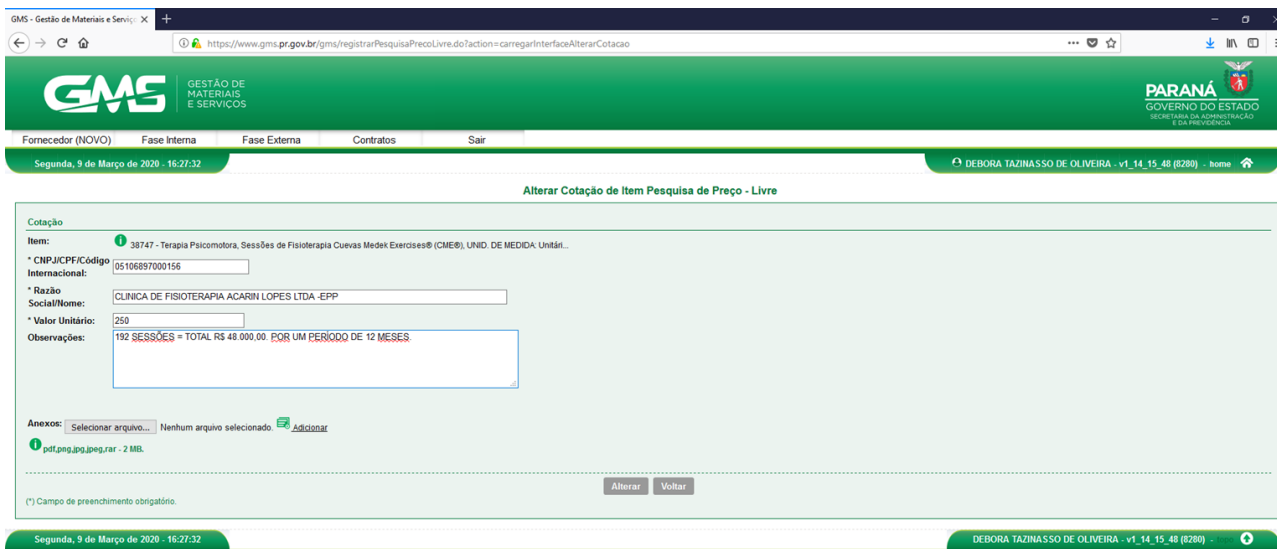 GMS - Gestão de Materiais e Serviço
https://www.gms.pr.gov.br/gms/registrarPesquisaPrecoLivre.do?action=carregarInterfaceAlterarCotacao
GMS
GESTÃO DE
MATERIAIS
E SERVIÇOS
PARANÁ
GOVERNO DO ESTADO
SECRETARIA DA ADMINISTRAÇÃO
E DA PREVIDÊNCIA
Fornecedor (NOVO) Fase Interna Fase Externa Contratos Sair
Segunda, 9 de Março de 2020 - 16:27:32
DEBORA TAZINASSO DE OLIVEIRA - v1_14_15_48 (8280) - home
Alterar Cotação de Item Pesquisa de Preço - Livre
Cotação
Item: 38747 - Terapia Psicomotora, Sessões de Fisioterapia Cuevas Medek Exercises® (CME®), UNID. DE MEDIDA: Unitári...
* CNPJ/CPF/Código
Internacional: 05106897000156
* Razão
Social/Nome: CLINICA DE FISIOTERAPIA ACARIN LOPES LTDA -EPP
* Valor Unitário: 250
Observações: 192 SESSÕES = TOTAL R$ 48.000,00. POR UM PERÍODO DE 12 MESES.
Anexos: Selecionar arquivo... Nenhum arquivo selecionado. Adicionar
pdf,png,jpg,jpeg,rar - 2 MB.
Alterar Voltar
(*) Campo de preenchimento obrigatório.
Segunda, 9 de Março de 2020 - 16:27:32
DEBORA TAZINASSO DE OLIVEIRA - v1_14_15_48 (8280) - topo